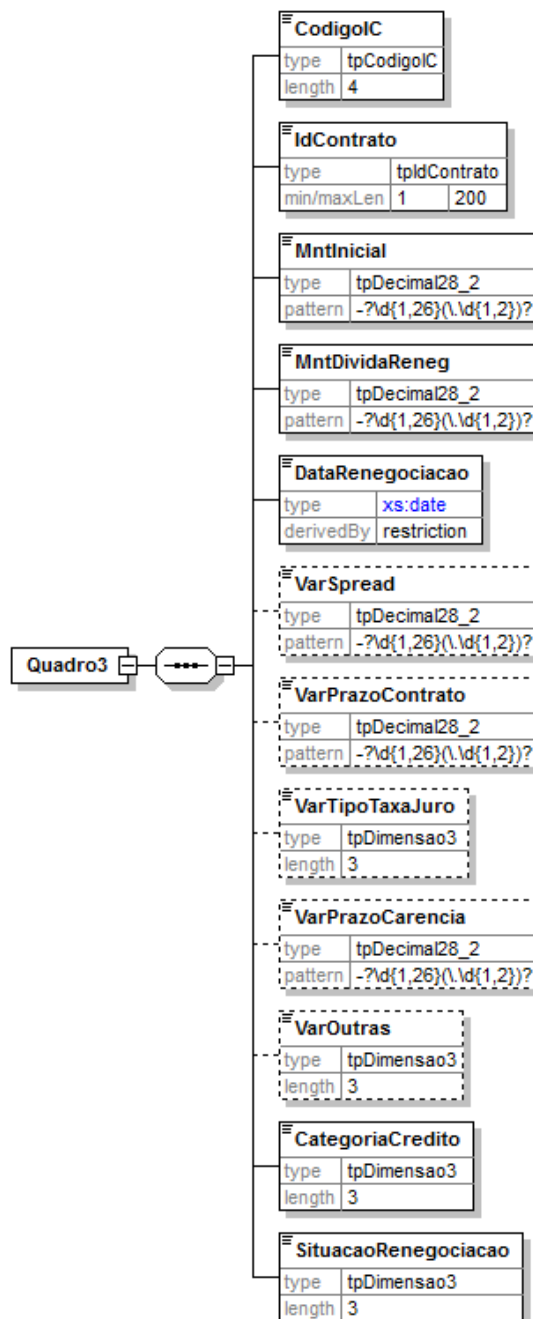 CodigoIC
type tpCodigoIC
length 4
IdContrato
type tpIdContrato
min/maxLen 1 200
MntInicial
type tpDecimal28_2
pattern -?\d{1,26}(\.\d{1,2})?
MntDividaReneg
type tpDecimal28_2
pattern -?\d{1,26}(\.\d{1,2})?
DataRenegociacao
type xs:date
derivedBy restriction
VarSpread
type tpDecimal28_2
pattern -?\d{1,26}(\.\d{1,2})?
Quadro3
VarPrazoContrato
type tpDecimal28_2
pattern -?\d{1,26}(\.\d{1,2})?
VarTipoTaxaJuro
type tpDimensao3
length 3
VarPrazoCarencia
type tpDecimal28_2
pattern -?\d{1,26}(\.\d{1,2})?
VarOutras
type tpDimensao3
length 3
CategoriaCredito
type tpDimensao3
length 3
SituacaoRenegociacao
type tpDimensao3
length 3